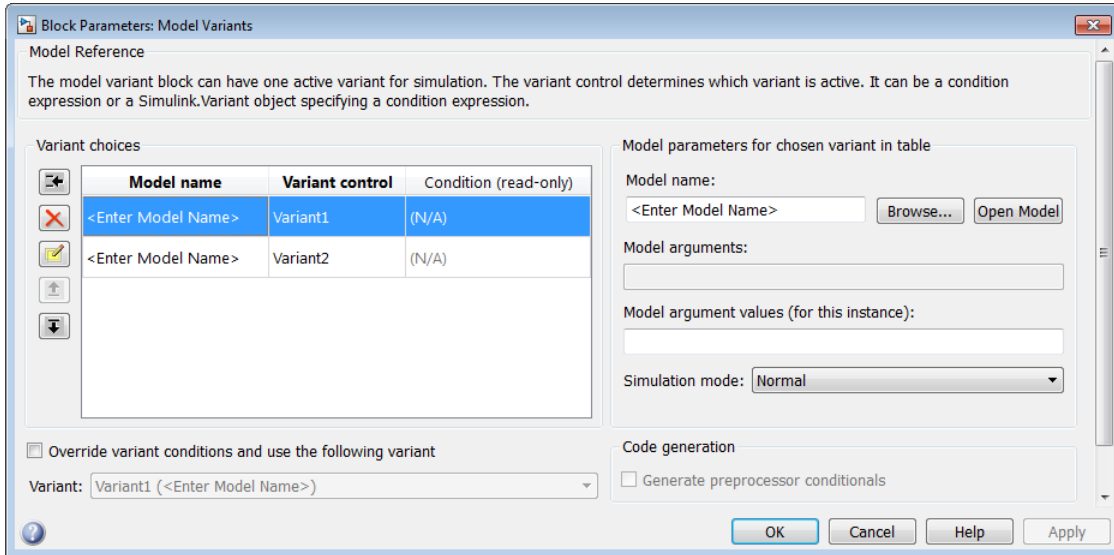 Block Parameters: Model Variants
Model Reference
The model variant block can have one active variant for simulation. The variant control determines which variant is active. It can be a condition
expression or a Simulink.Variant object specifying a condition expression.
Variant choices
Model name Variant control Condition (read-only)
<Enter Model Name> Variant1 (N/A)
<Enter Model Name> Variant2 (N/A)
Override variant conditions and use the following variant
Variant: Variant1 (<Enter Model Name>)
Model parameters for chosen variant in table
Model name:
<Enter Model Name> Browse... Open Model
Model arguments:
Model argument values (for this instance):
Simulation mode: Normal
Code generation
Generate preprocessor conditionals
OK Cancel Help Apply